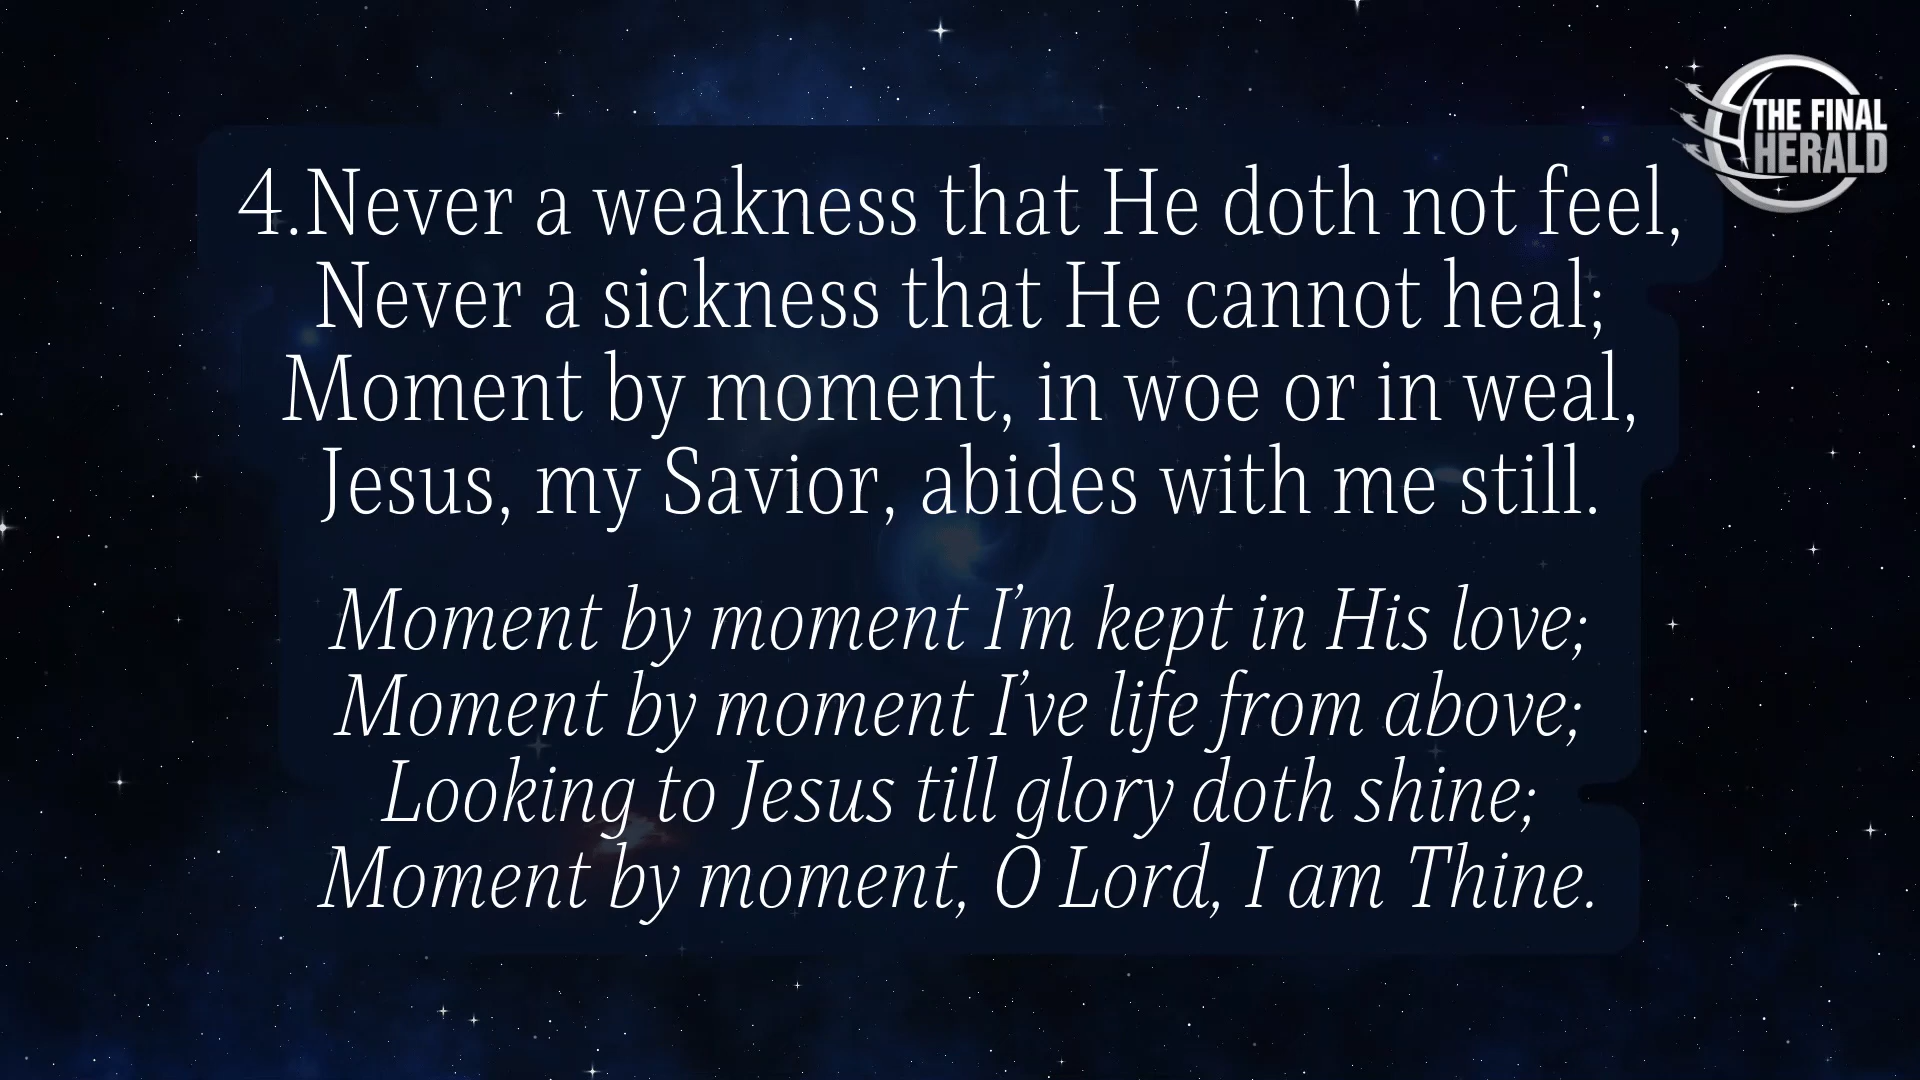 THE FINAL
HERALD
4.Never a weakness that He doth not feel,
Never a sickness that He cannot heal;
Moment by moment, in woe or in weal,
Jesus, my Savior, abides with me still.
Moment by moment I’m kept in His love;
Moment by moment I’ve life from above;
Looking to Jesus till glory doth shine;
Moment by moment, O Lord, I am Thine.